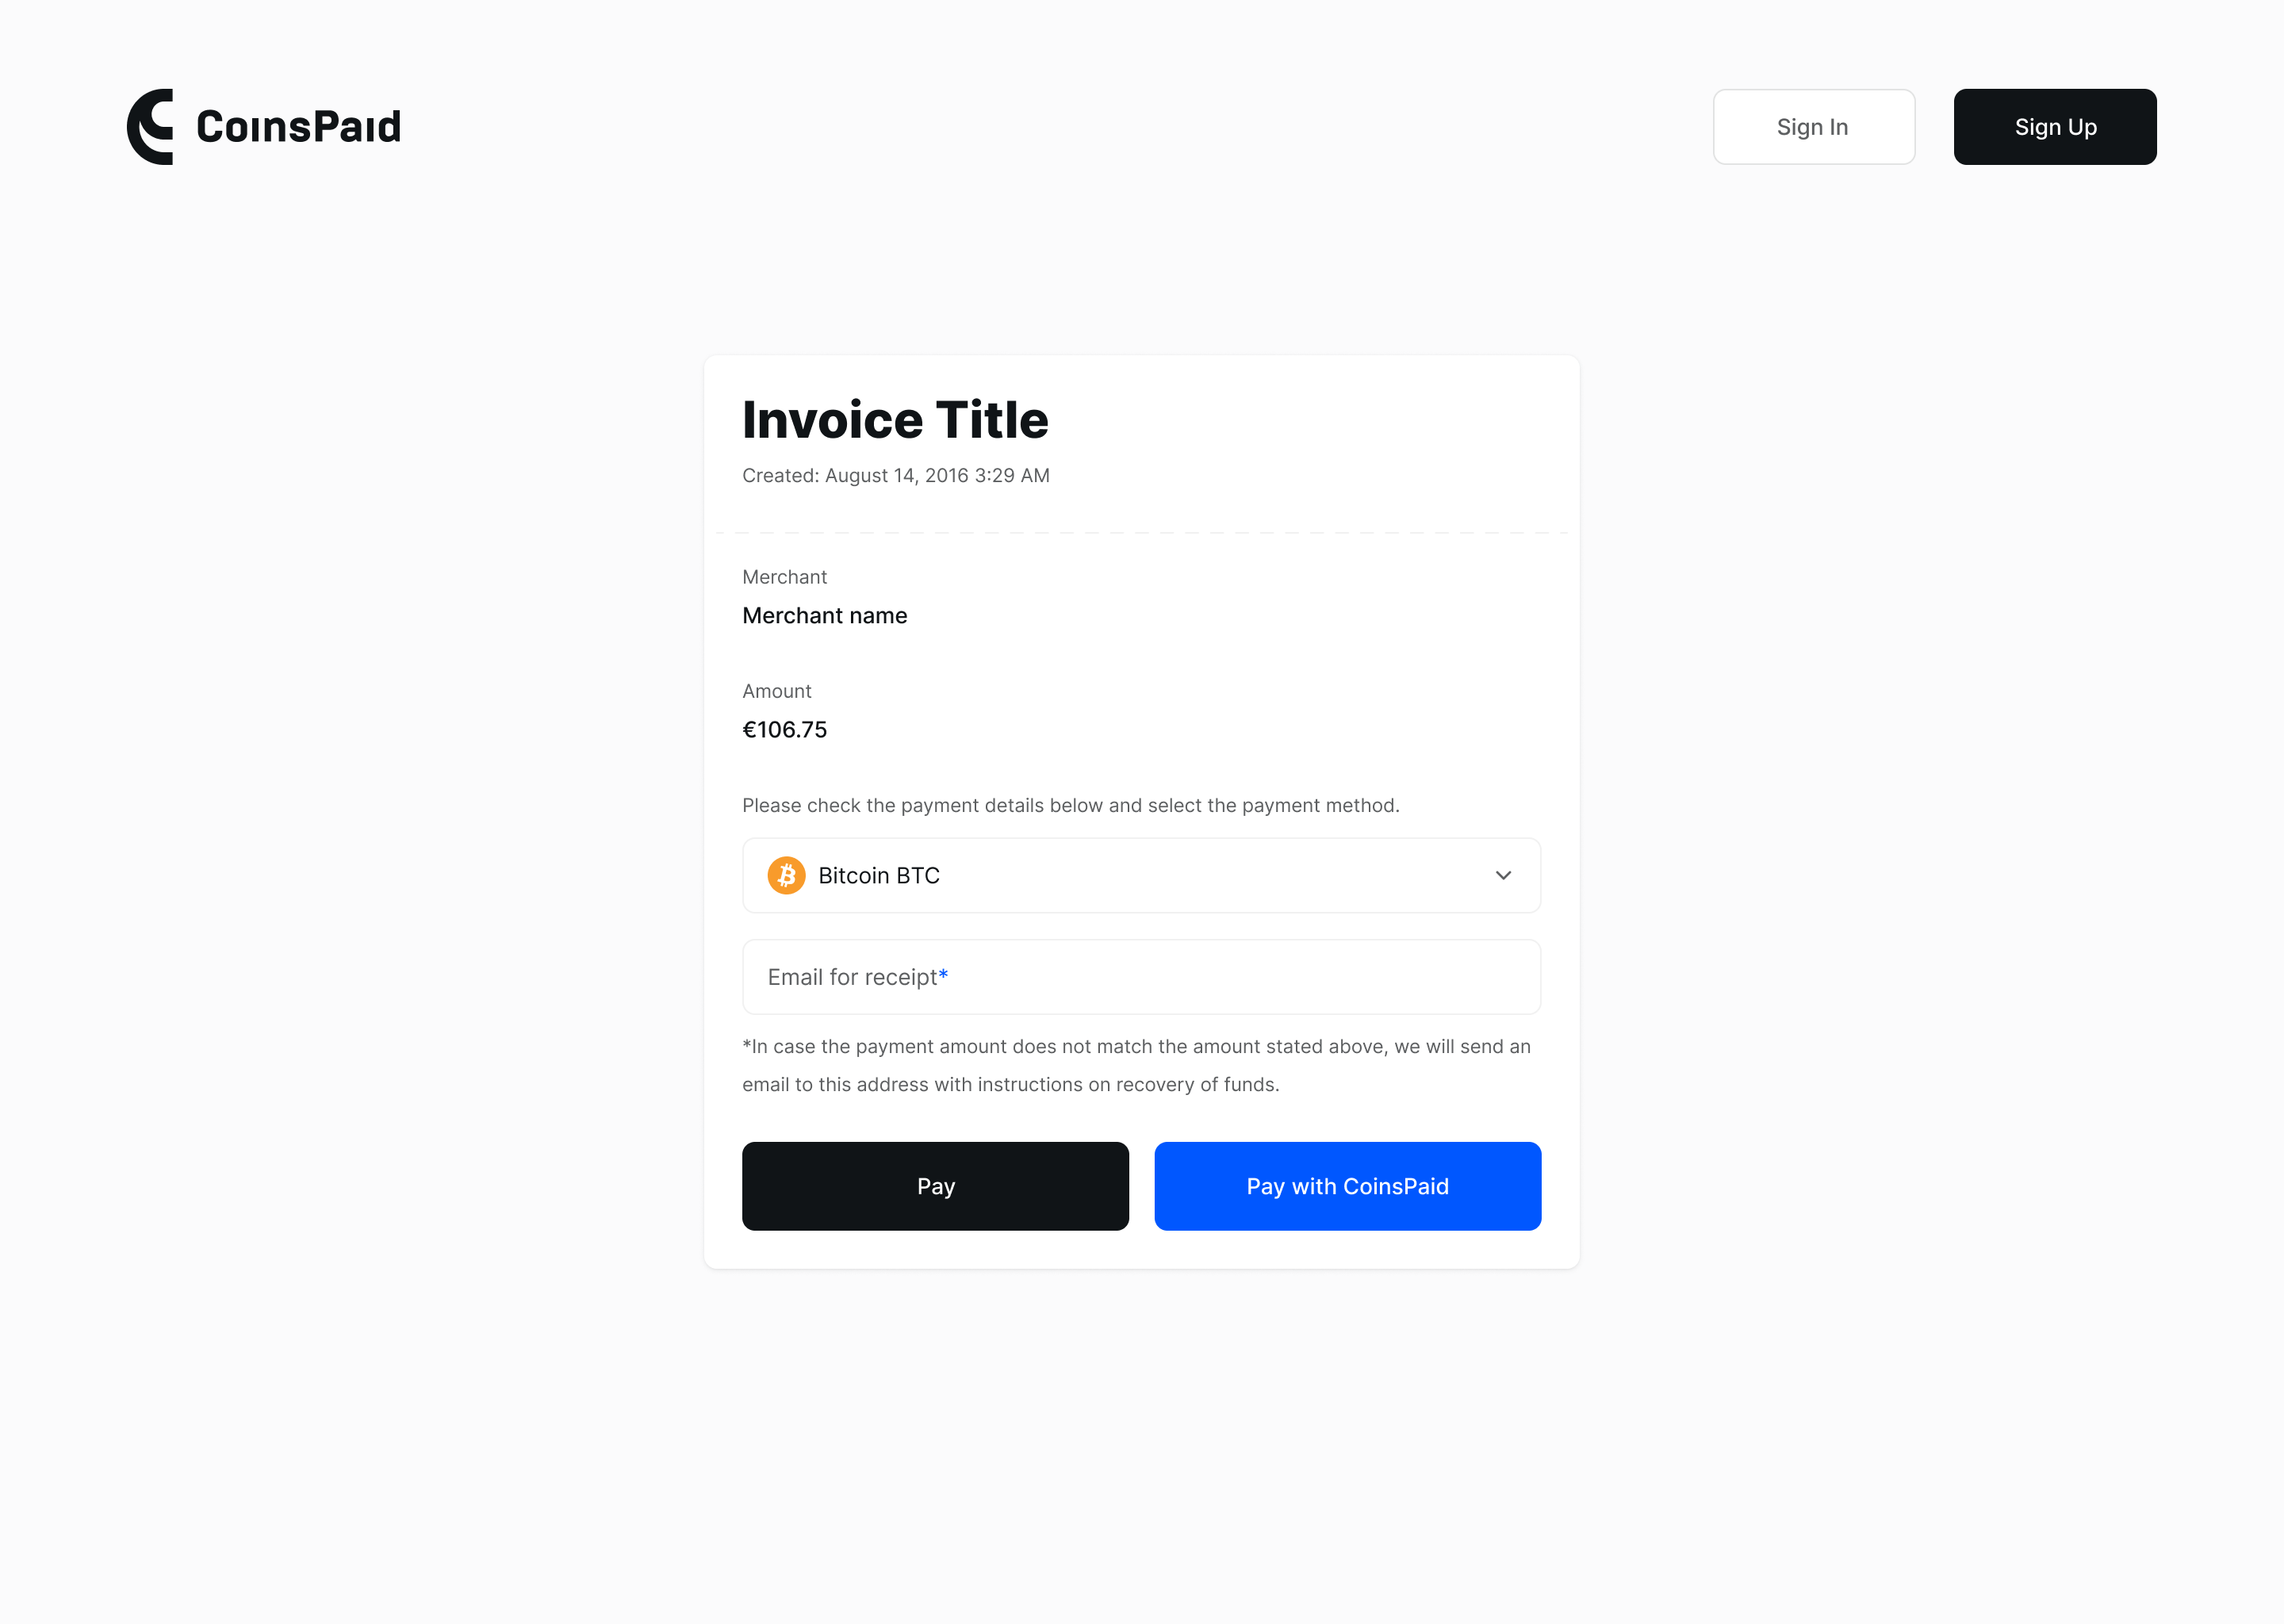 CoinsPaid
Sign In
Sign Up
Invoice Title
Created: August 14, 2016 3:29 AM
Merchant
Merchant name
Amount
€106.75
Please check the payment details below and select the payment method.
Bitcoin BTC
Email for receipt*
*In case the payment amount does not match the amount stated above, we will send an
email to this address with instructions on recovery of funds.
Pay
Pay with CoinsPaid